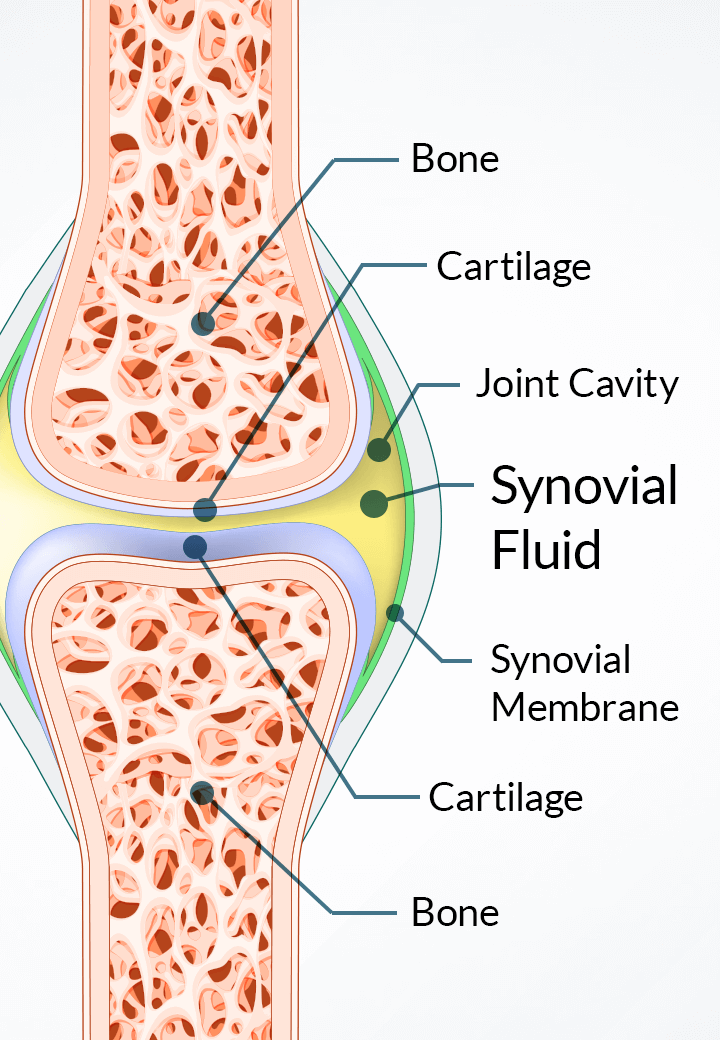 Bone
Cartilage
Joint Cavity
Synovial
Fluid
Synovial
Membrane
Cartilage
Bone